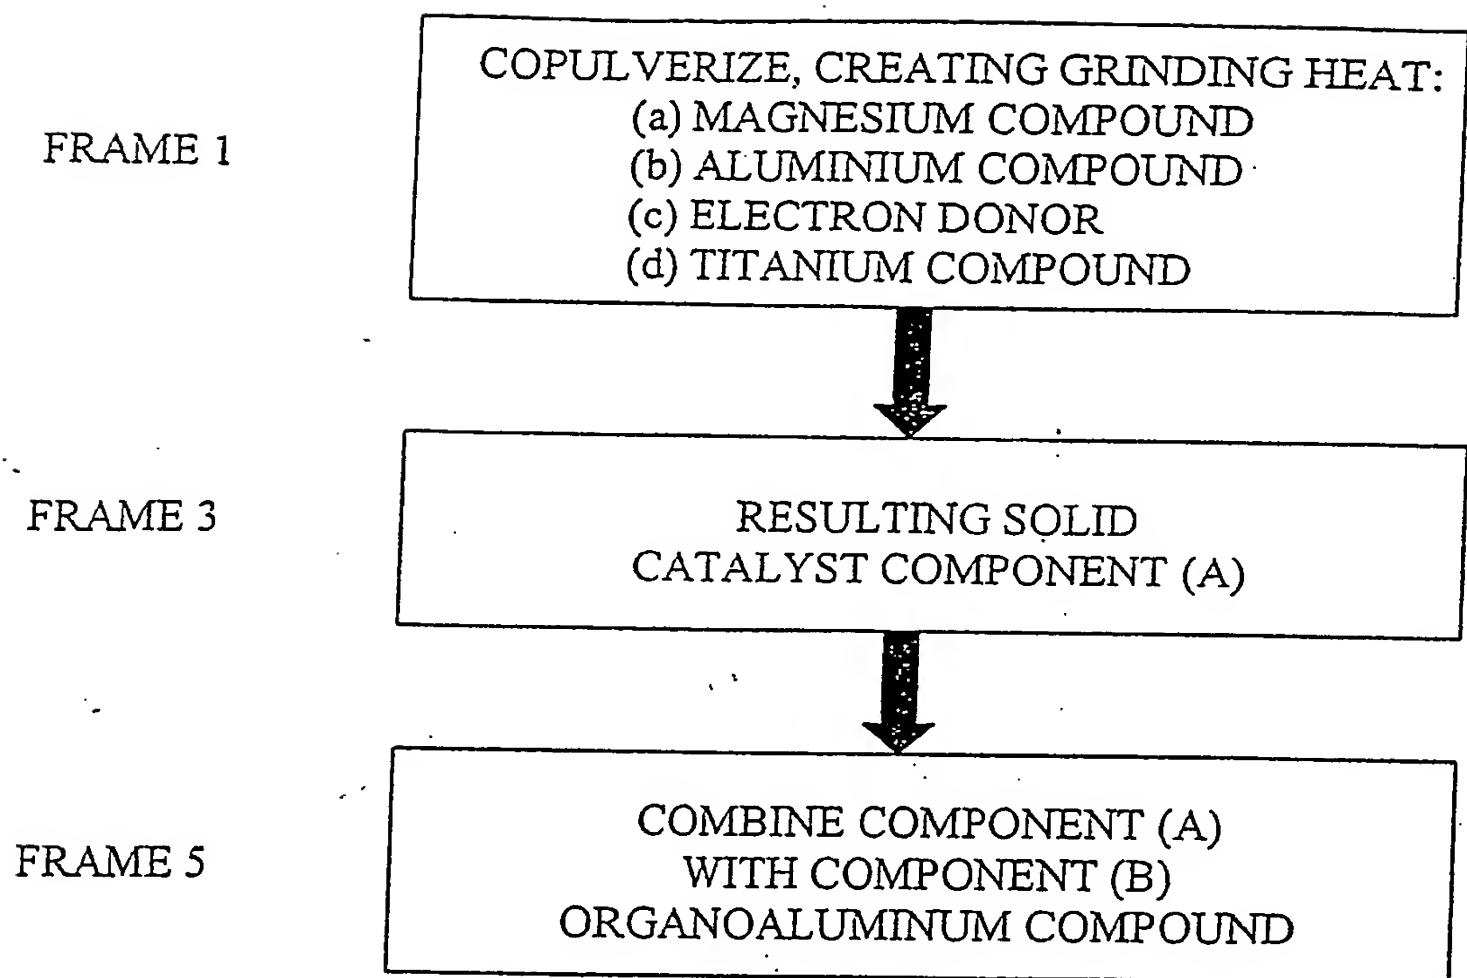 COPULVERIZE, CREATING GRINDING HEAT:
FRAME 1
(a) MAGNESIUM COMPOUND
(b) ALUMINIUM COMPOUND
(c) ELECTRON DONOR
(d) TITANIUM COMPOUND
FRAME 3
RESULTING SOLID
CATALYST COMPONENT (A)
FRAME 5
COMBINE COMPONENT (A)
WITH COMPONENT (B)
ORGANOALUMINUM COMPOUND